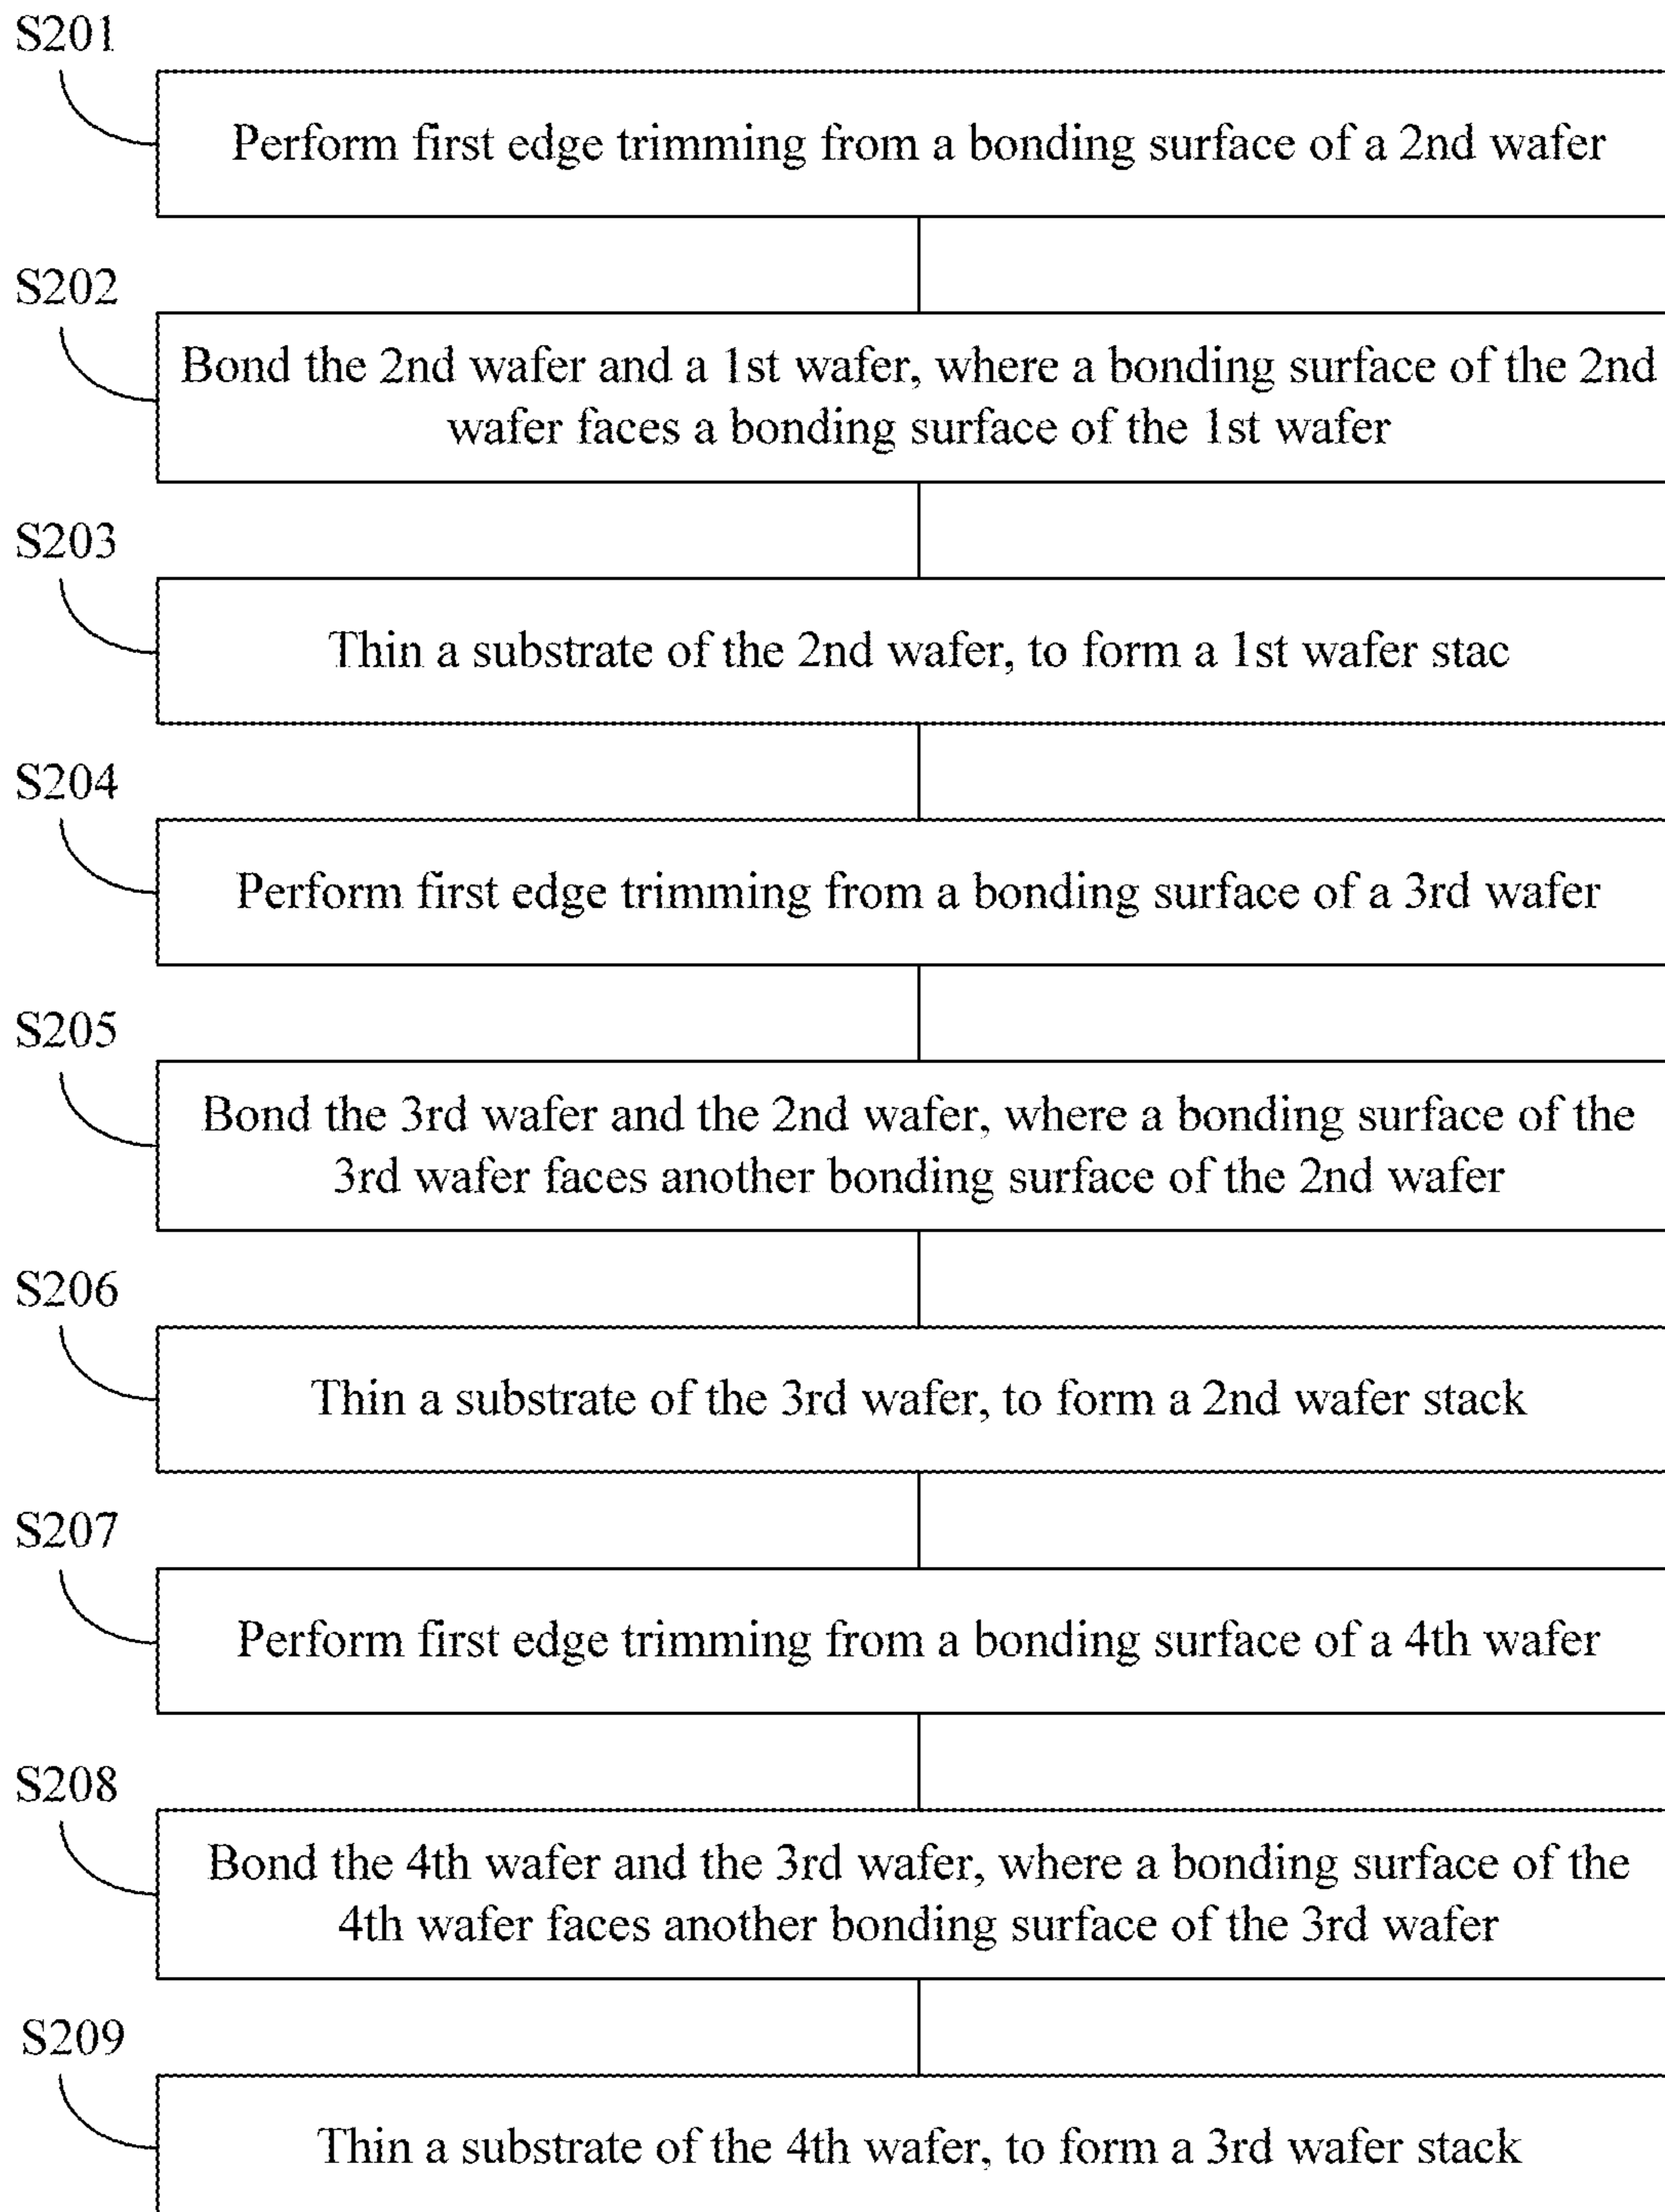 S201
Perform first edge trimming from a bonding surface of a 2nd wafer
S202
Bond the 2nd wafer and a 1st wafer, where a bonding surface of the 2nd
wafer faces a bonding surface of the 1st wafer
S203
Thin a substrate of the 2nd wafer, to form a 1st wafer stac
S204
Perform first edge trimming from a bonding surface of a 3rd wafer
S205
Bond the 3rd wafer and the 2nd wafer, where a bonding surface of the
3rd wafer faces another bonding surface of the 2nd wafer
S206
Thin a substrate of the 3rd wafer, to form a 2nd wafer stack
S207
Perform first edge trimming from a bonding surface of a 4th wafer
S208
Bond the 4th wafer and the 3rd wafer, where a bonding surface of the
4th wafer faces another bonding surface of the 3rd wafer
S209
Thin a substrate of the 4th wafer, to form a 3rd wafer stack